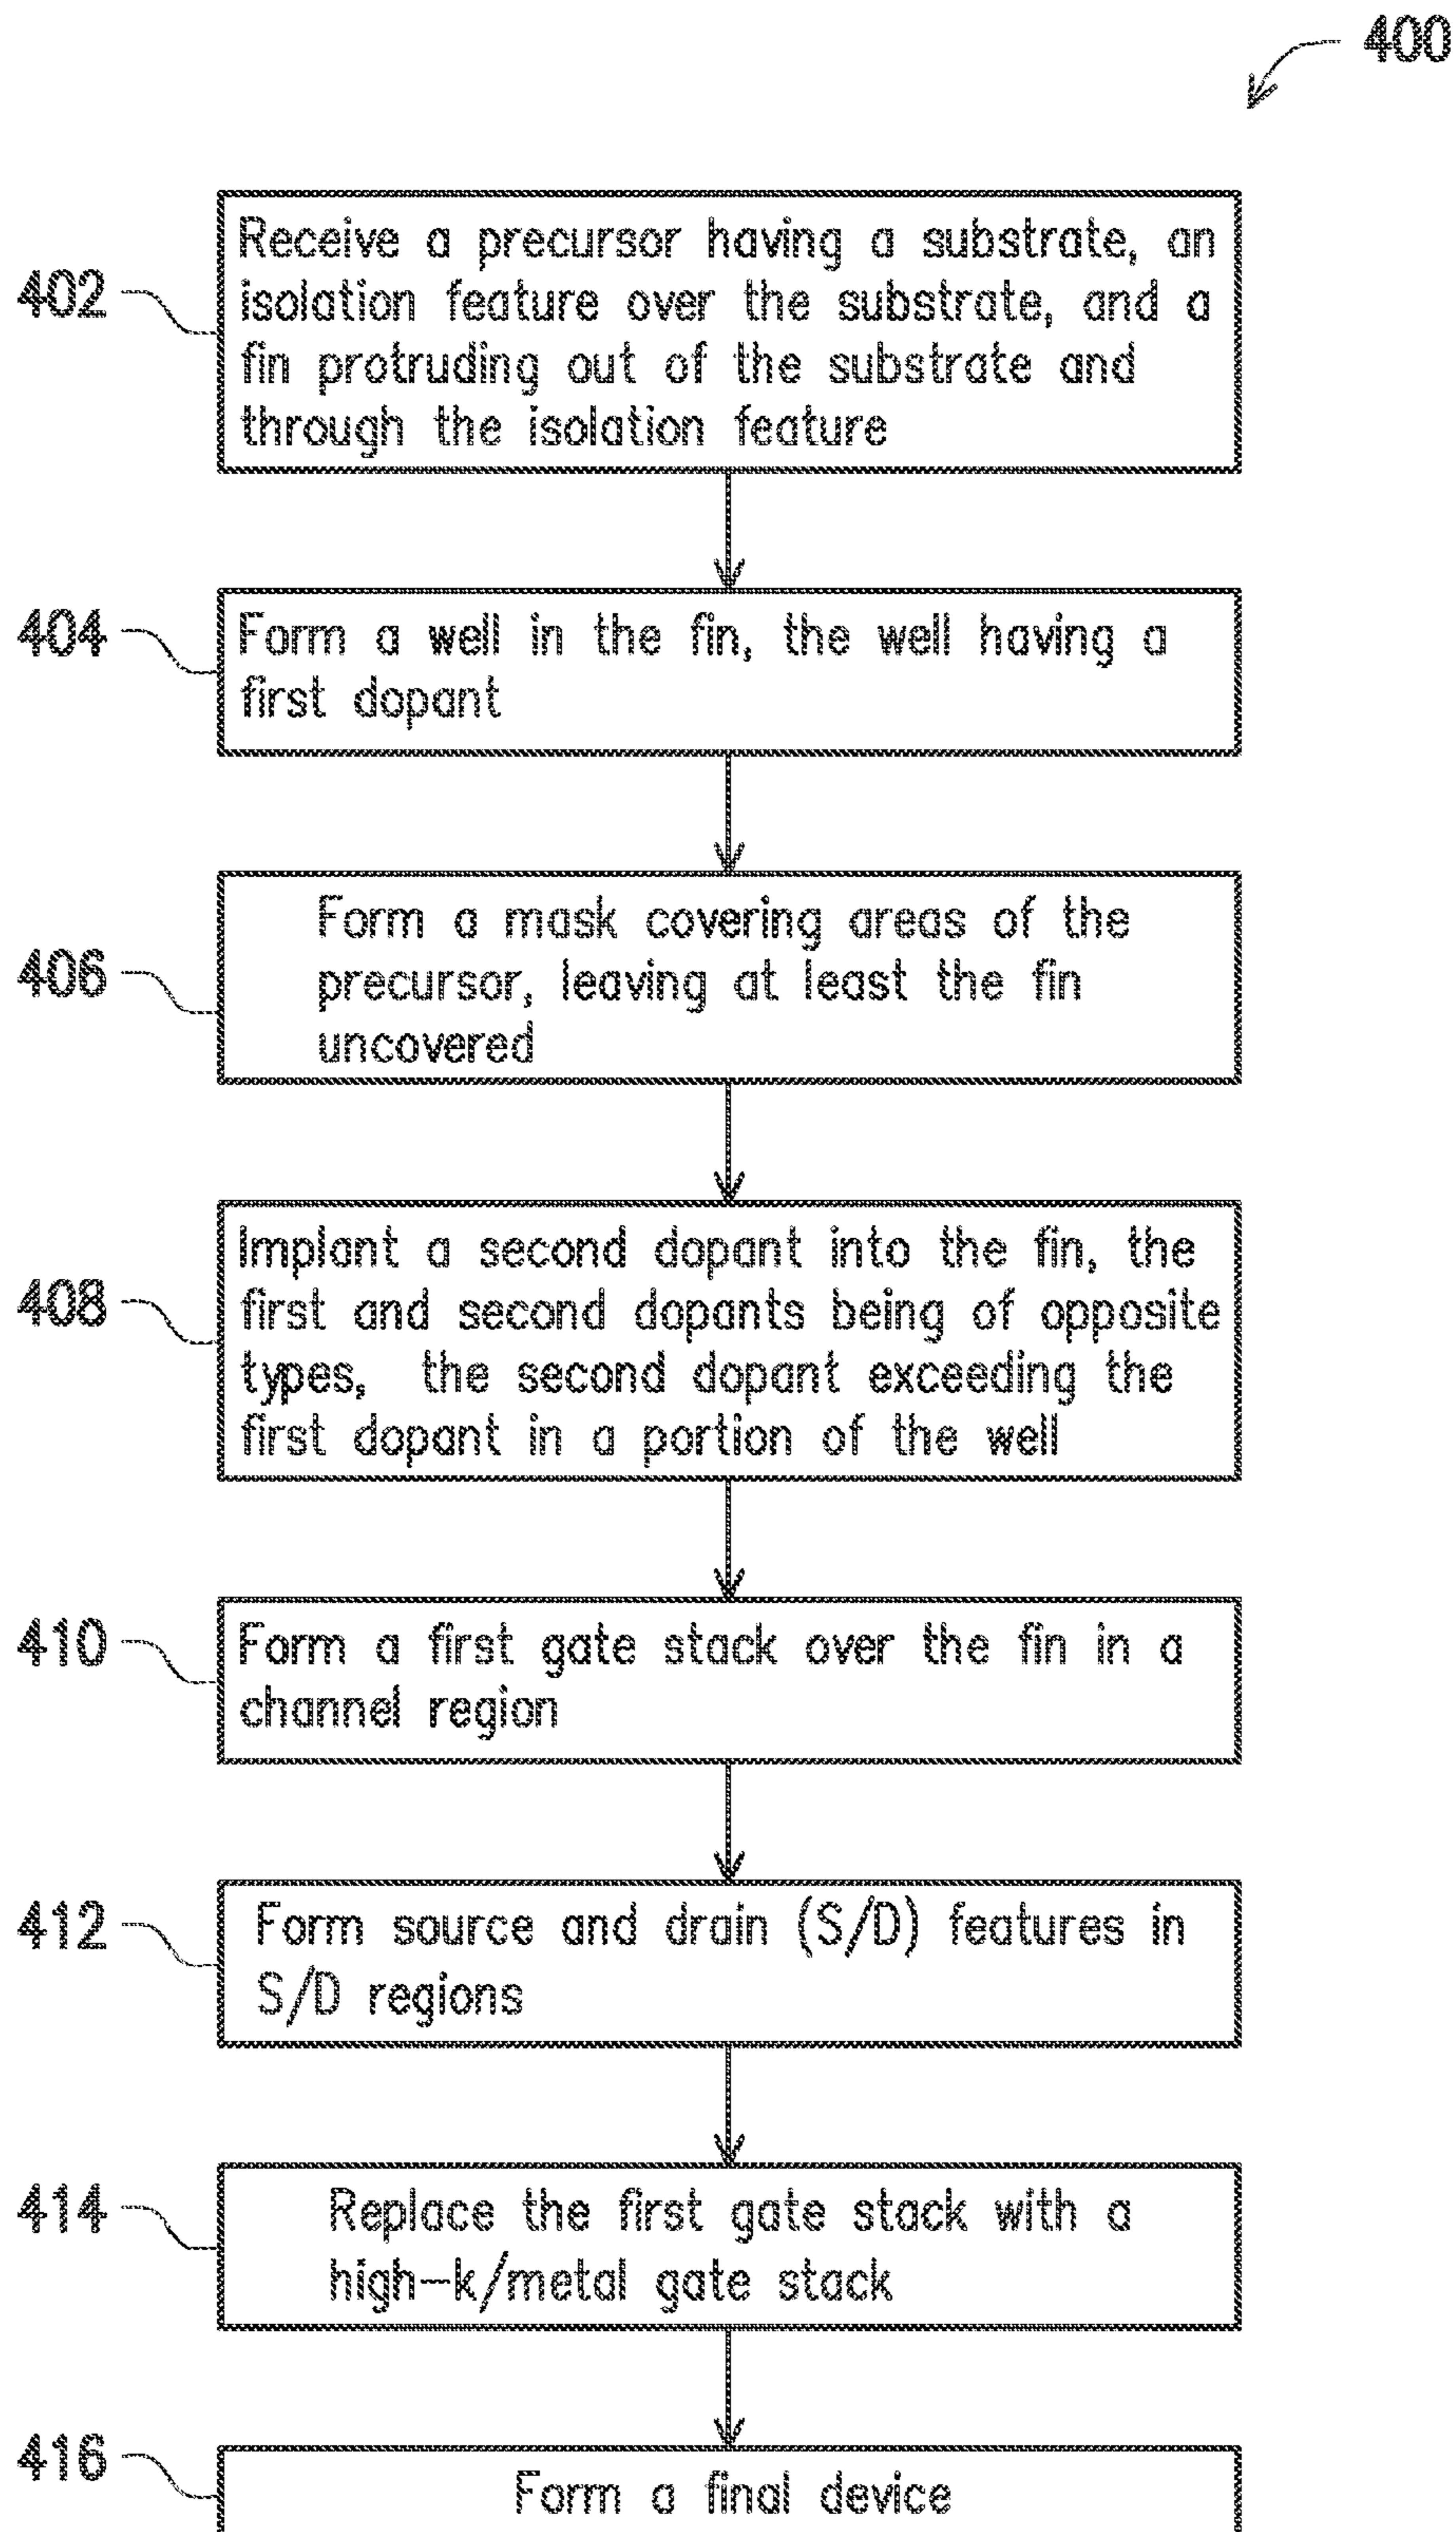 400
402
Receive a precursor having a substrate, an
isolation feature over the substrate, and a
fin protruding out of the substrate and
through the isolation feature
404
Form a well in the fin, the well having a
first dopant
406
Form a mask covering areas of the
precursor, leaving at least the fin
uncovered
408
Implant a second dopant into the fin, the
first and second dopants being of opposite
types, the second dopant exceeding the
first dopant in a portion of the well
410
Form a first gate stack over the fin in a
channel region
412
Form source and drain (S/D) features in
S/D regions
414
Replace the first gate stack with a
high–k/metal gate stack
416
Form a final device